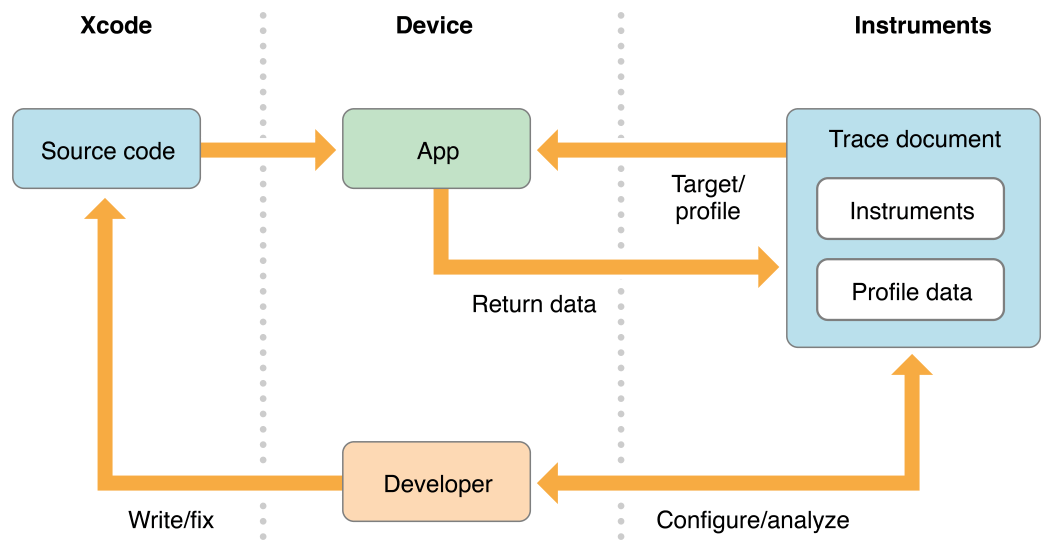 Xcode
Device
Instruments
Source code
App
Trace document
Target/
profile
Instruments
Profile data
Return data
Developer
Write/fix
Configure/analyze